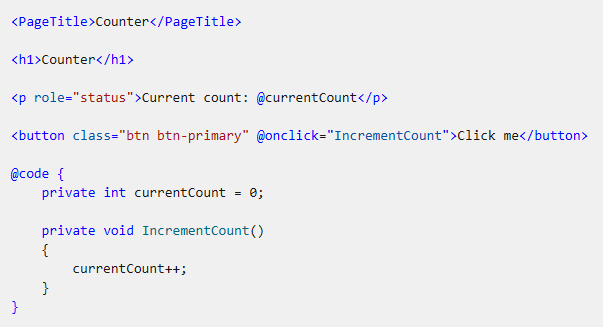 <PageTitle>Counter</PageTitle>
<h1>Counter</h1>
<p role="status">Current count: @currentCount</p>
<button class="btn btn-primary" @onclick="IncrementCount">Click me</button>
@code {
    private int currentCount = 0;
    private void IncrementCount()
    {
        currentCount++;
    }
}